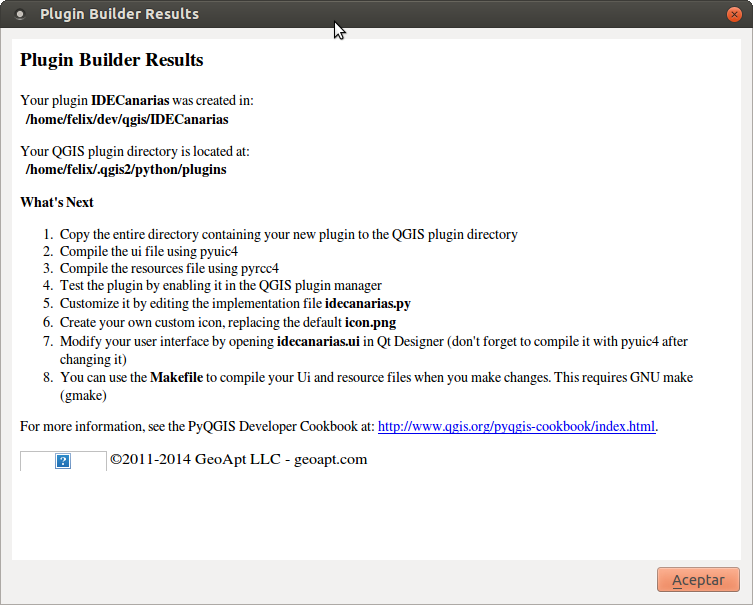 Plugin Builder Results
Plugin Builder Results
Your plugin IDECanarias was created in:
/home/felix/dev/qgis/IDECanarias
Your QGIS plugin directory is located at:
/home/felix/.qgis2/python/plugins
What's Next
1. Copy the entire directory containing your new plugin to the QGIS plugin directory
2. Compile the ui file using pyuic4
3. Compile the resources file using pyrcc4
4. Test the plugin by enabling it in the QGIS plugin manager
5. Customize it by editing the implementation file idecanarias.py
6. Create your own custom icon, replacing the default icon.png
7. Modify your user interface by opening idecanarias.ui in Qt Designer (don't forget to compile it with pyuic4 after
changing it)
8. You can use the Makefile to compile your Ui and resource files when you make changes. This requires GNU make
(gmake)
For more information, see the PyQGIS Developer Cookbook at: http://www.qgis.org/pyqgis-cookbook/index.html.
? ©2011-2014 GeoApt LLC - geoapt.com
Aceptar